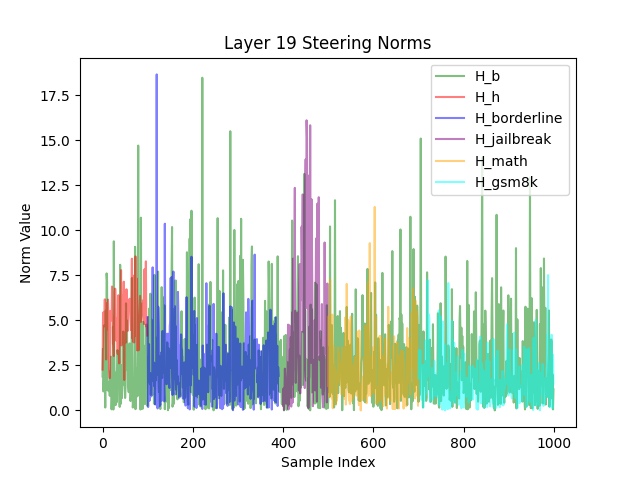 Layer 19 Steering Norms
Norm Value
17.5
15.0
12.5
10.0
7.5
5.0
2.5
0.0
H_b
H_h
H_borderline
H_jailbreak
H_math
H_gsm8k
0 200 400 600 800 1000
Sample Index